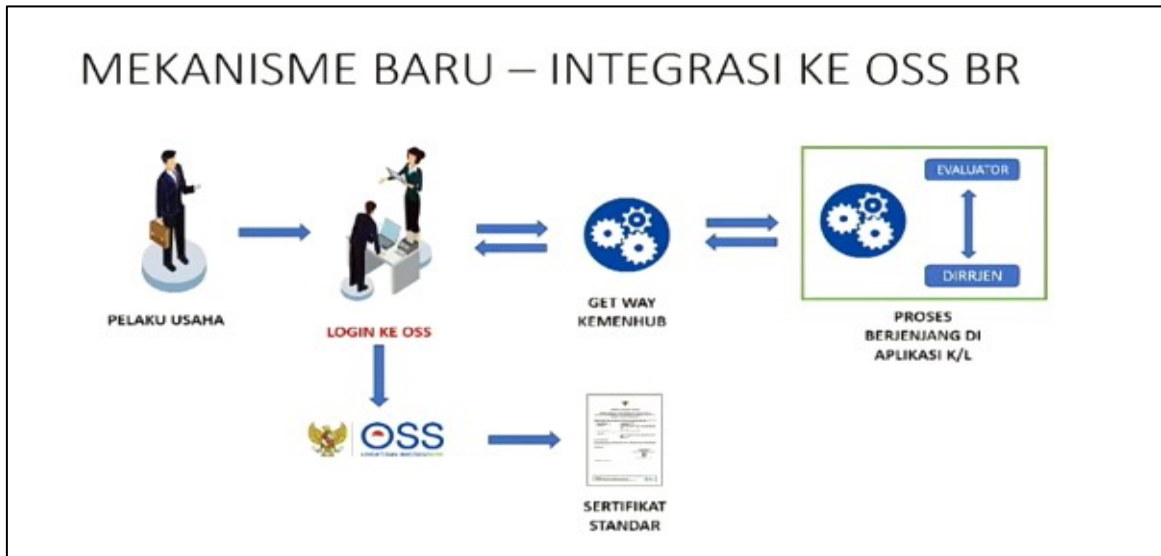 MEKANISME BARU – INTEGRASI KE OSS BR
EVALUATOR
DIRRJEN
PELAKU USAHA
LOGIN KE OSS
GET WAY
KEMENHUB
PROSES
BERJENJANG DI
APLIKASI K/L
OSS
SERTIFIKAT
STANDAR